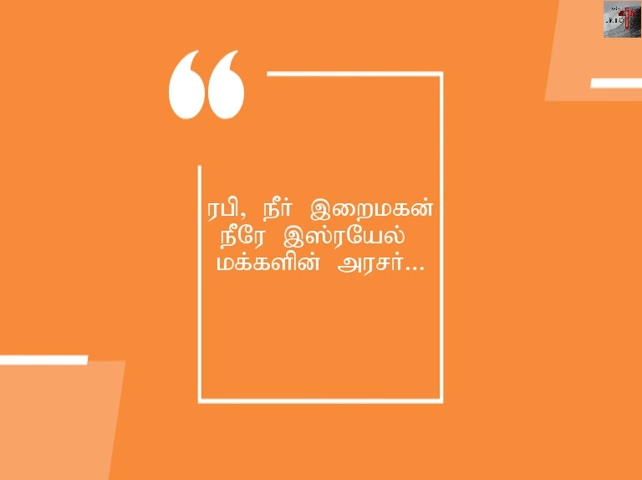 ரபி, நீர் இறைமகன்
நீரே இஸ்ரயேல்
மக்களின் அரசர்...